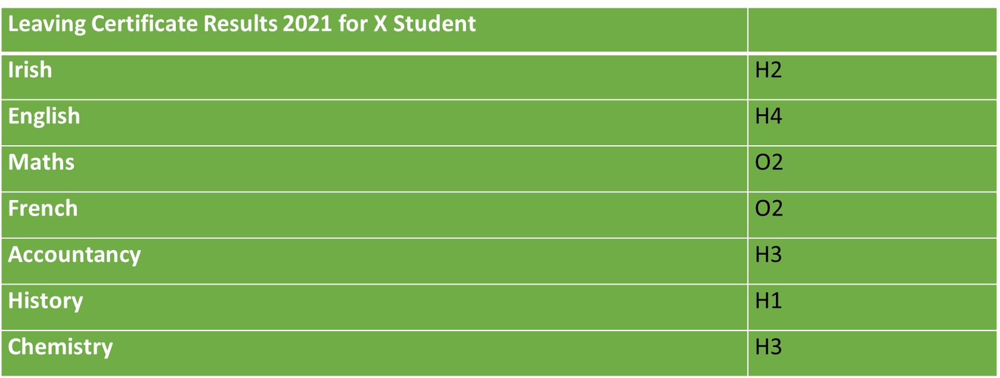 Leaving Certificate Results 2021 for X Student
Irish H2
English H4
Maths O2
French O2
Accountancy H3
History H1
Chemistry H3